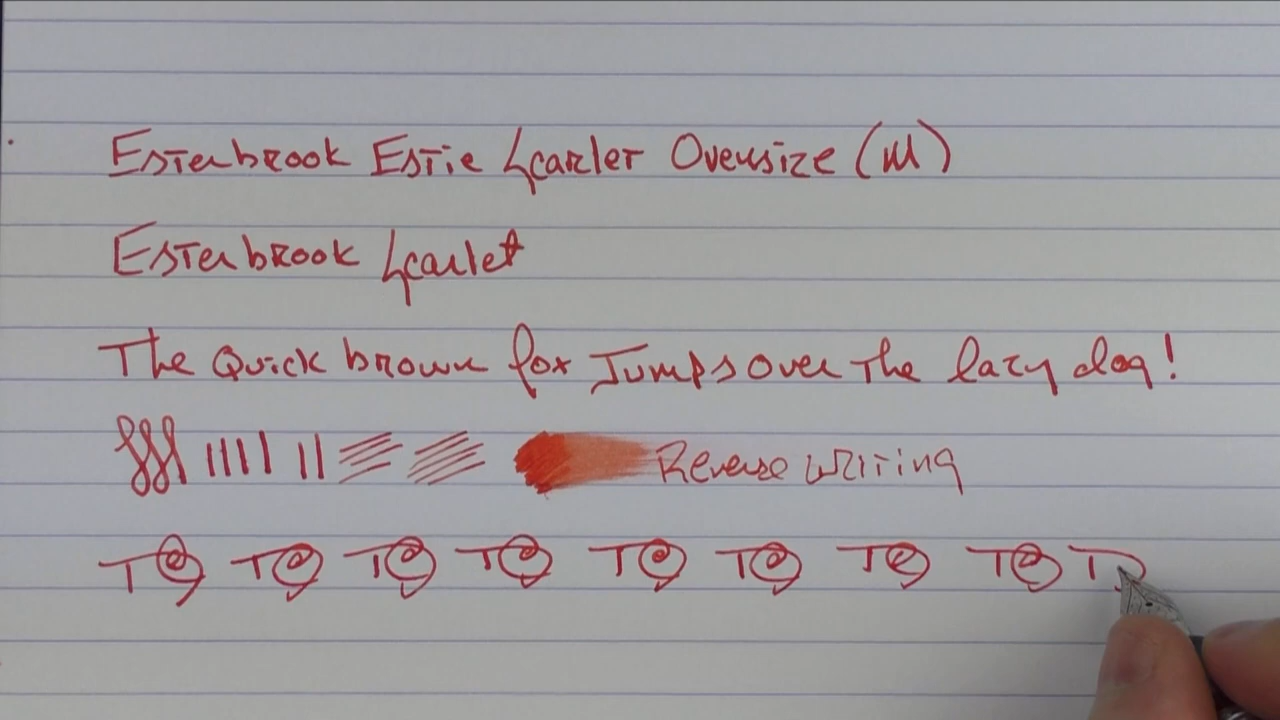 Esterbrook Estie Scarlet Oversize (M)
Esterbrook Scarlet
The Quick brown fox Jumps over The lazy dog!
Reverse writing